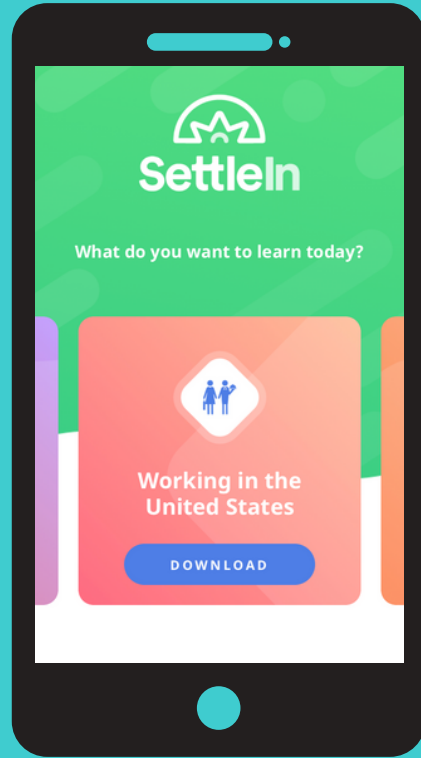 SettleIn
What do you want to learn today?
Working in the
United States
DOWNLOAD